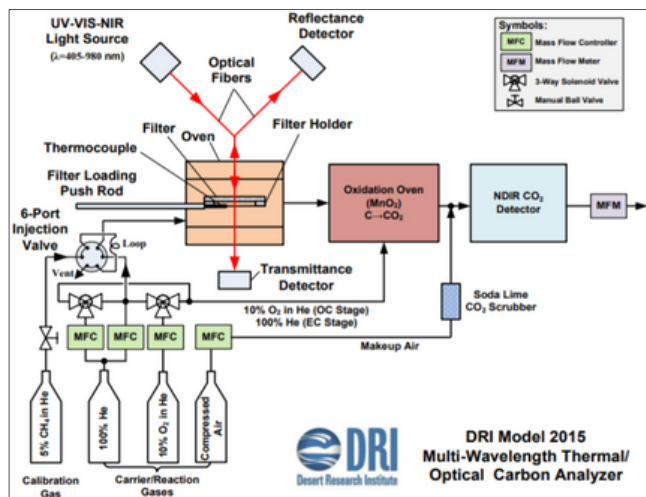 UV-VIS-NIR
Light Source
(λ=405-980 nm)
Reflectance
Detector
Optical
Fibers
Symbols:
MFC Mass Flow Controller
MFM Mass Flow Meter
3-Way Solenoid Valve
Manual Ball Valve
Filter Holder
Oven
Filter
Thermocouple
Filter Loading
Push Rod
6-Port
Injection
Valve
Loop
Vent
Oxidation Oven
(MnO₂)
C→CO₂
NDIR CO₂
Detector
MFM
Transmittance
Detector
10% O₂ in He (OC Stage)
100% He (EC Stage)
Soda Lime
CO₂ Scrubber
MFC MFC MFC MFC
Makeup Air
5% CH₄ in He
100% He
10% O₂ in He
Compressed
Air
Calibration
Gas
Carrier/Reaction
Gases
DRI
Desert Research Institute
DRI Model 2015
Multi-Wavelength Thermal/
Optical Carbon Analyzer